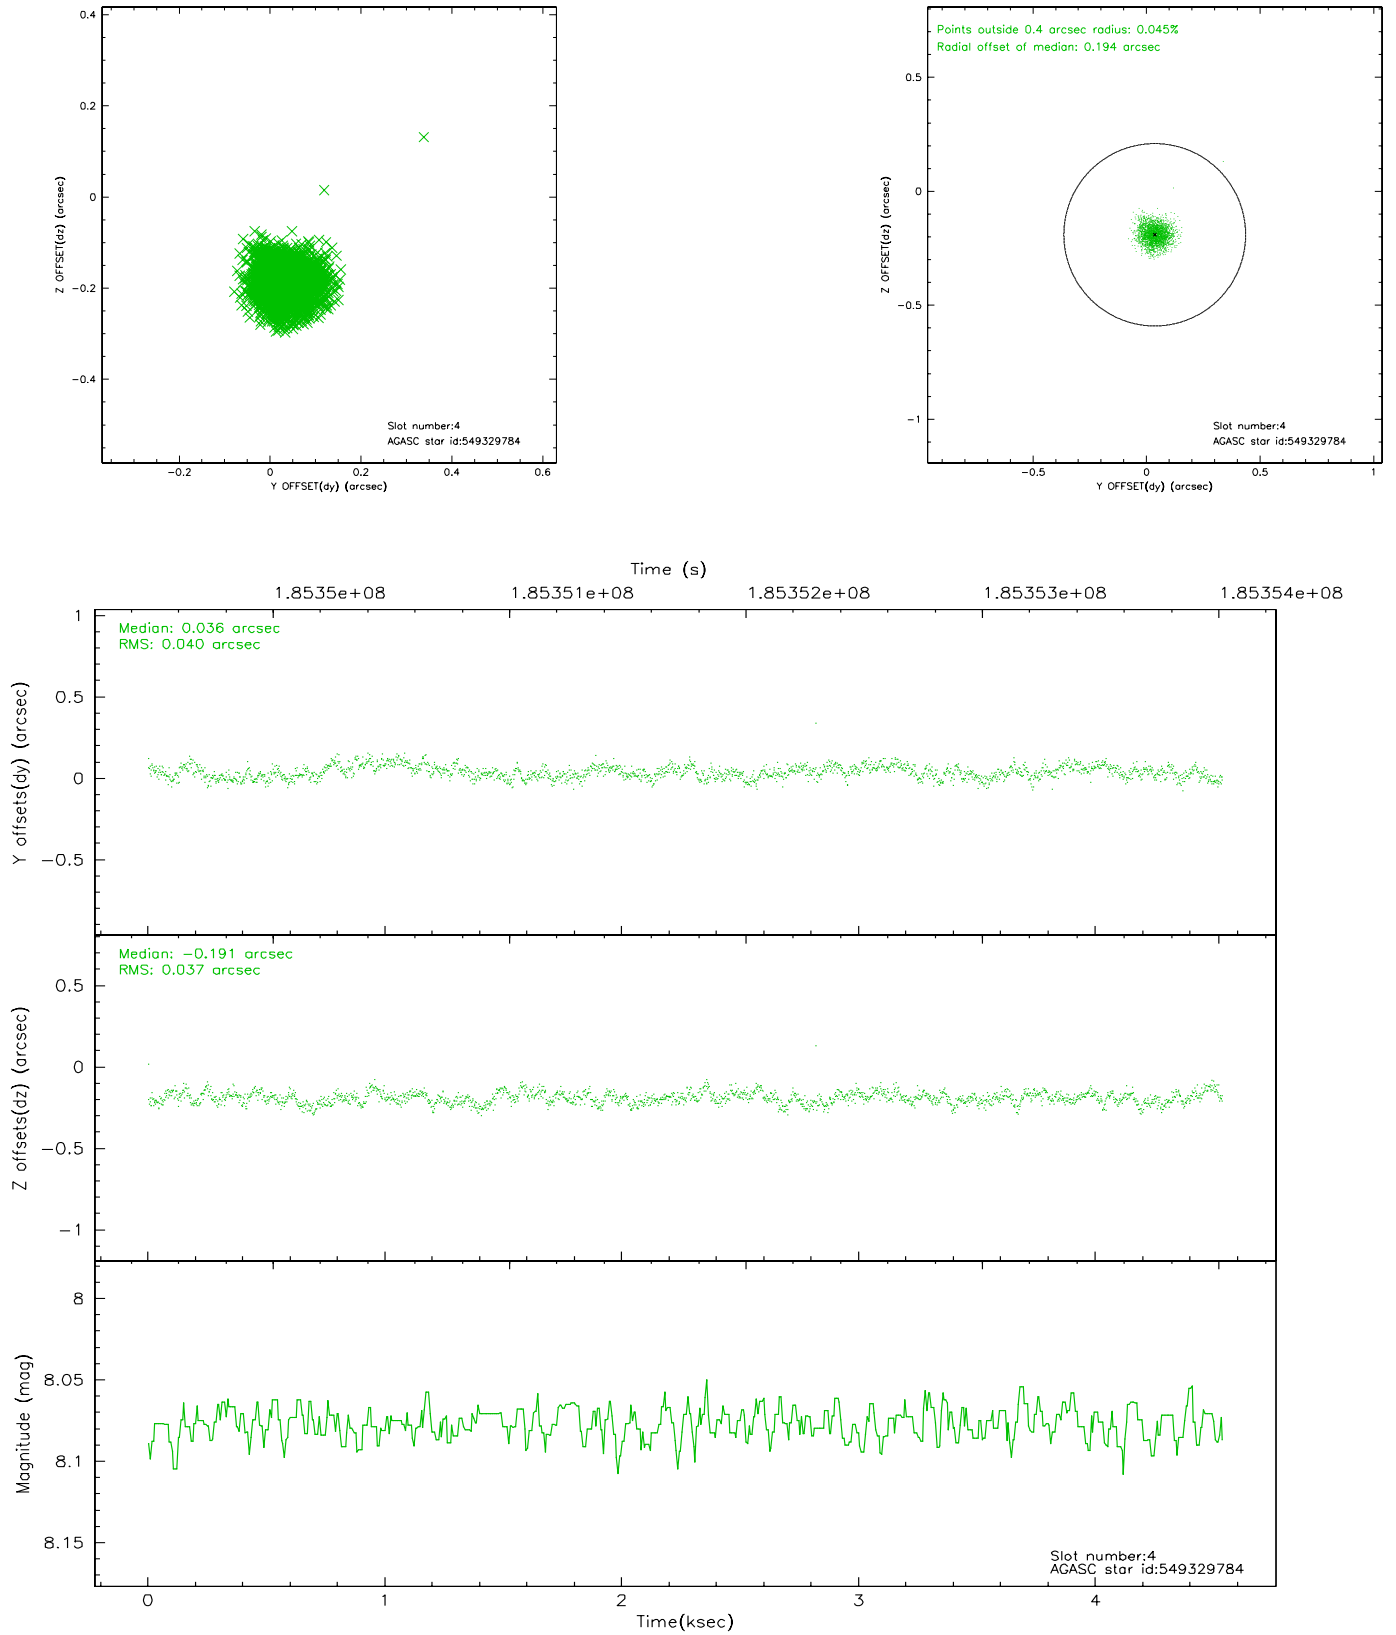 0.4
0.2
0
−0.2
−0.4
Z OFFSET(dz) (arcsec)
Slot number:4
AGASC star id:549329784
−0.2 0 0.2 0.4 0.6
Y OFFSET(dy) (arcsec)
Points outside 0.4 arcsec radius: 0.045%
Radial offset of median: 0.194 arcsec
0.5
0
−0.5
−1
Z OFFSET(dz) (arcsec)
Slot number:4
AGASC star id:549329784
−0.5 0 0.5 1
Y OFFSET(dy) (arcsec)
Time (s)
1.8535e+08 1.85351e+08 1.85352e+08 1.85353e+08 1.85354e+08
Median: 0.036 arcsec
RMS: 0.040 arcsec
1
0.5
0
−0.5
Y offsets(dy) (arcsec)
Median: −0.191 arcsec
RMS: 0.037 arcsec
0.5
0
−0.5
−1
Z offsets(dz) (arcsec)
8
8.05
8.1
8.15
Magnitude (mag)
Slot number:4
AGASC star id:549329784
0 1 2 3 4
Time(ksec)